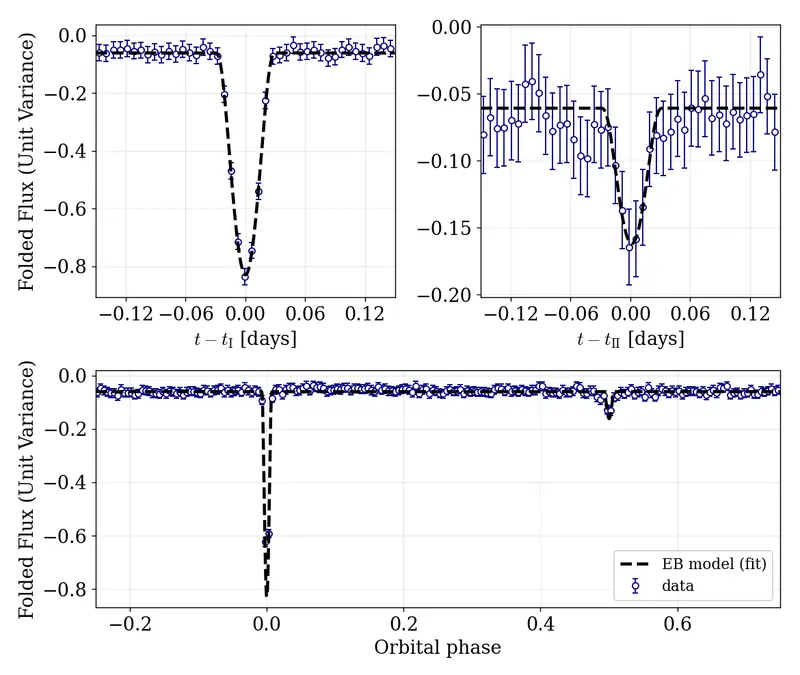 Folded Flux (Unit Variance)
0.0
−0.2
−0.4
−0.6
−0.8
−0.12 −0.06 0.00 0.06 0.12
t − tI [days]
0.00
−0.05
−0.10
−0.15
−0.20
−0.12 −0.06 0.00 0.06 0.12
t − tII [days]
Folded Flux (Unit Variance)
0.0
−0.2
−0.4
−0.6
−0.8
−0.2 0.0 0.2 0.4 0.6
Orbital phase
EB model (fit)
data